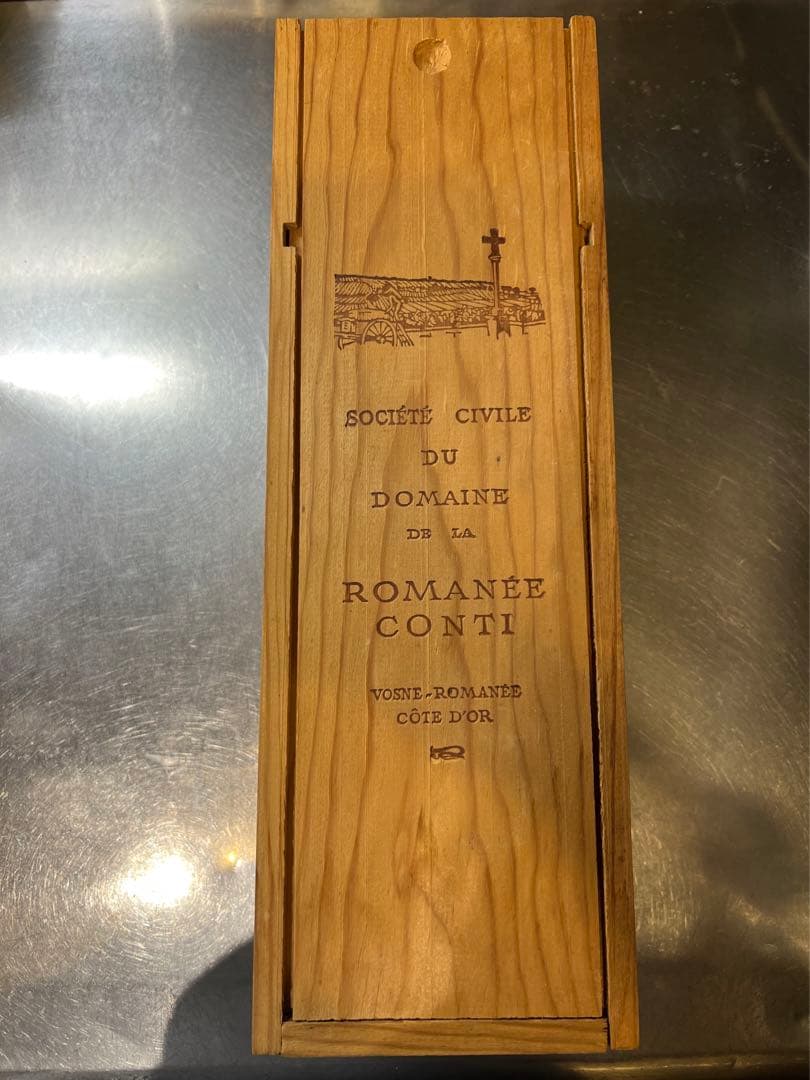 SOCIÉTÉ CIVILE
DU
DOMAINE
DE LA
ROMANÉE
CONTI
VOSNE-ROMANÉE
CÔTE D'OR